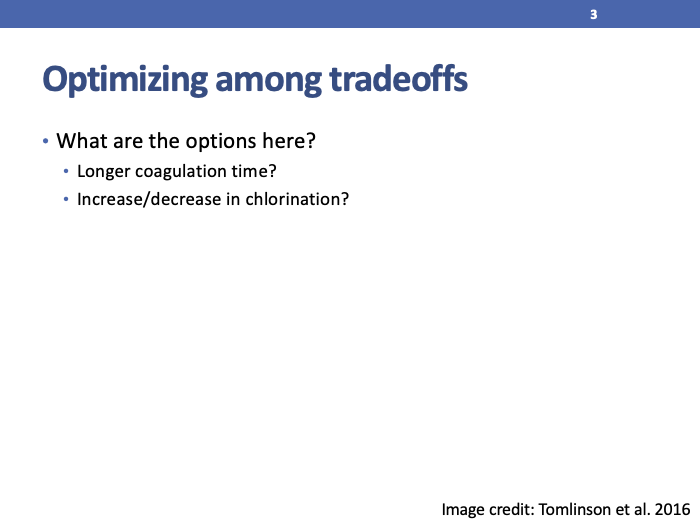 3
Optimizing among tradeoffs
• What are the options here?
• Longer coagulation time?
• Increase/decrease in chlorination?
Image credit: Tomlinson et al. 2016